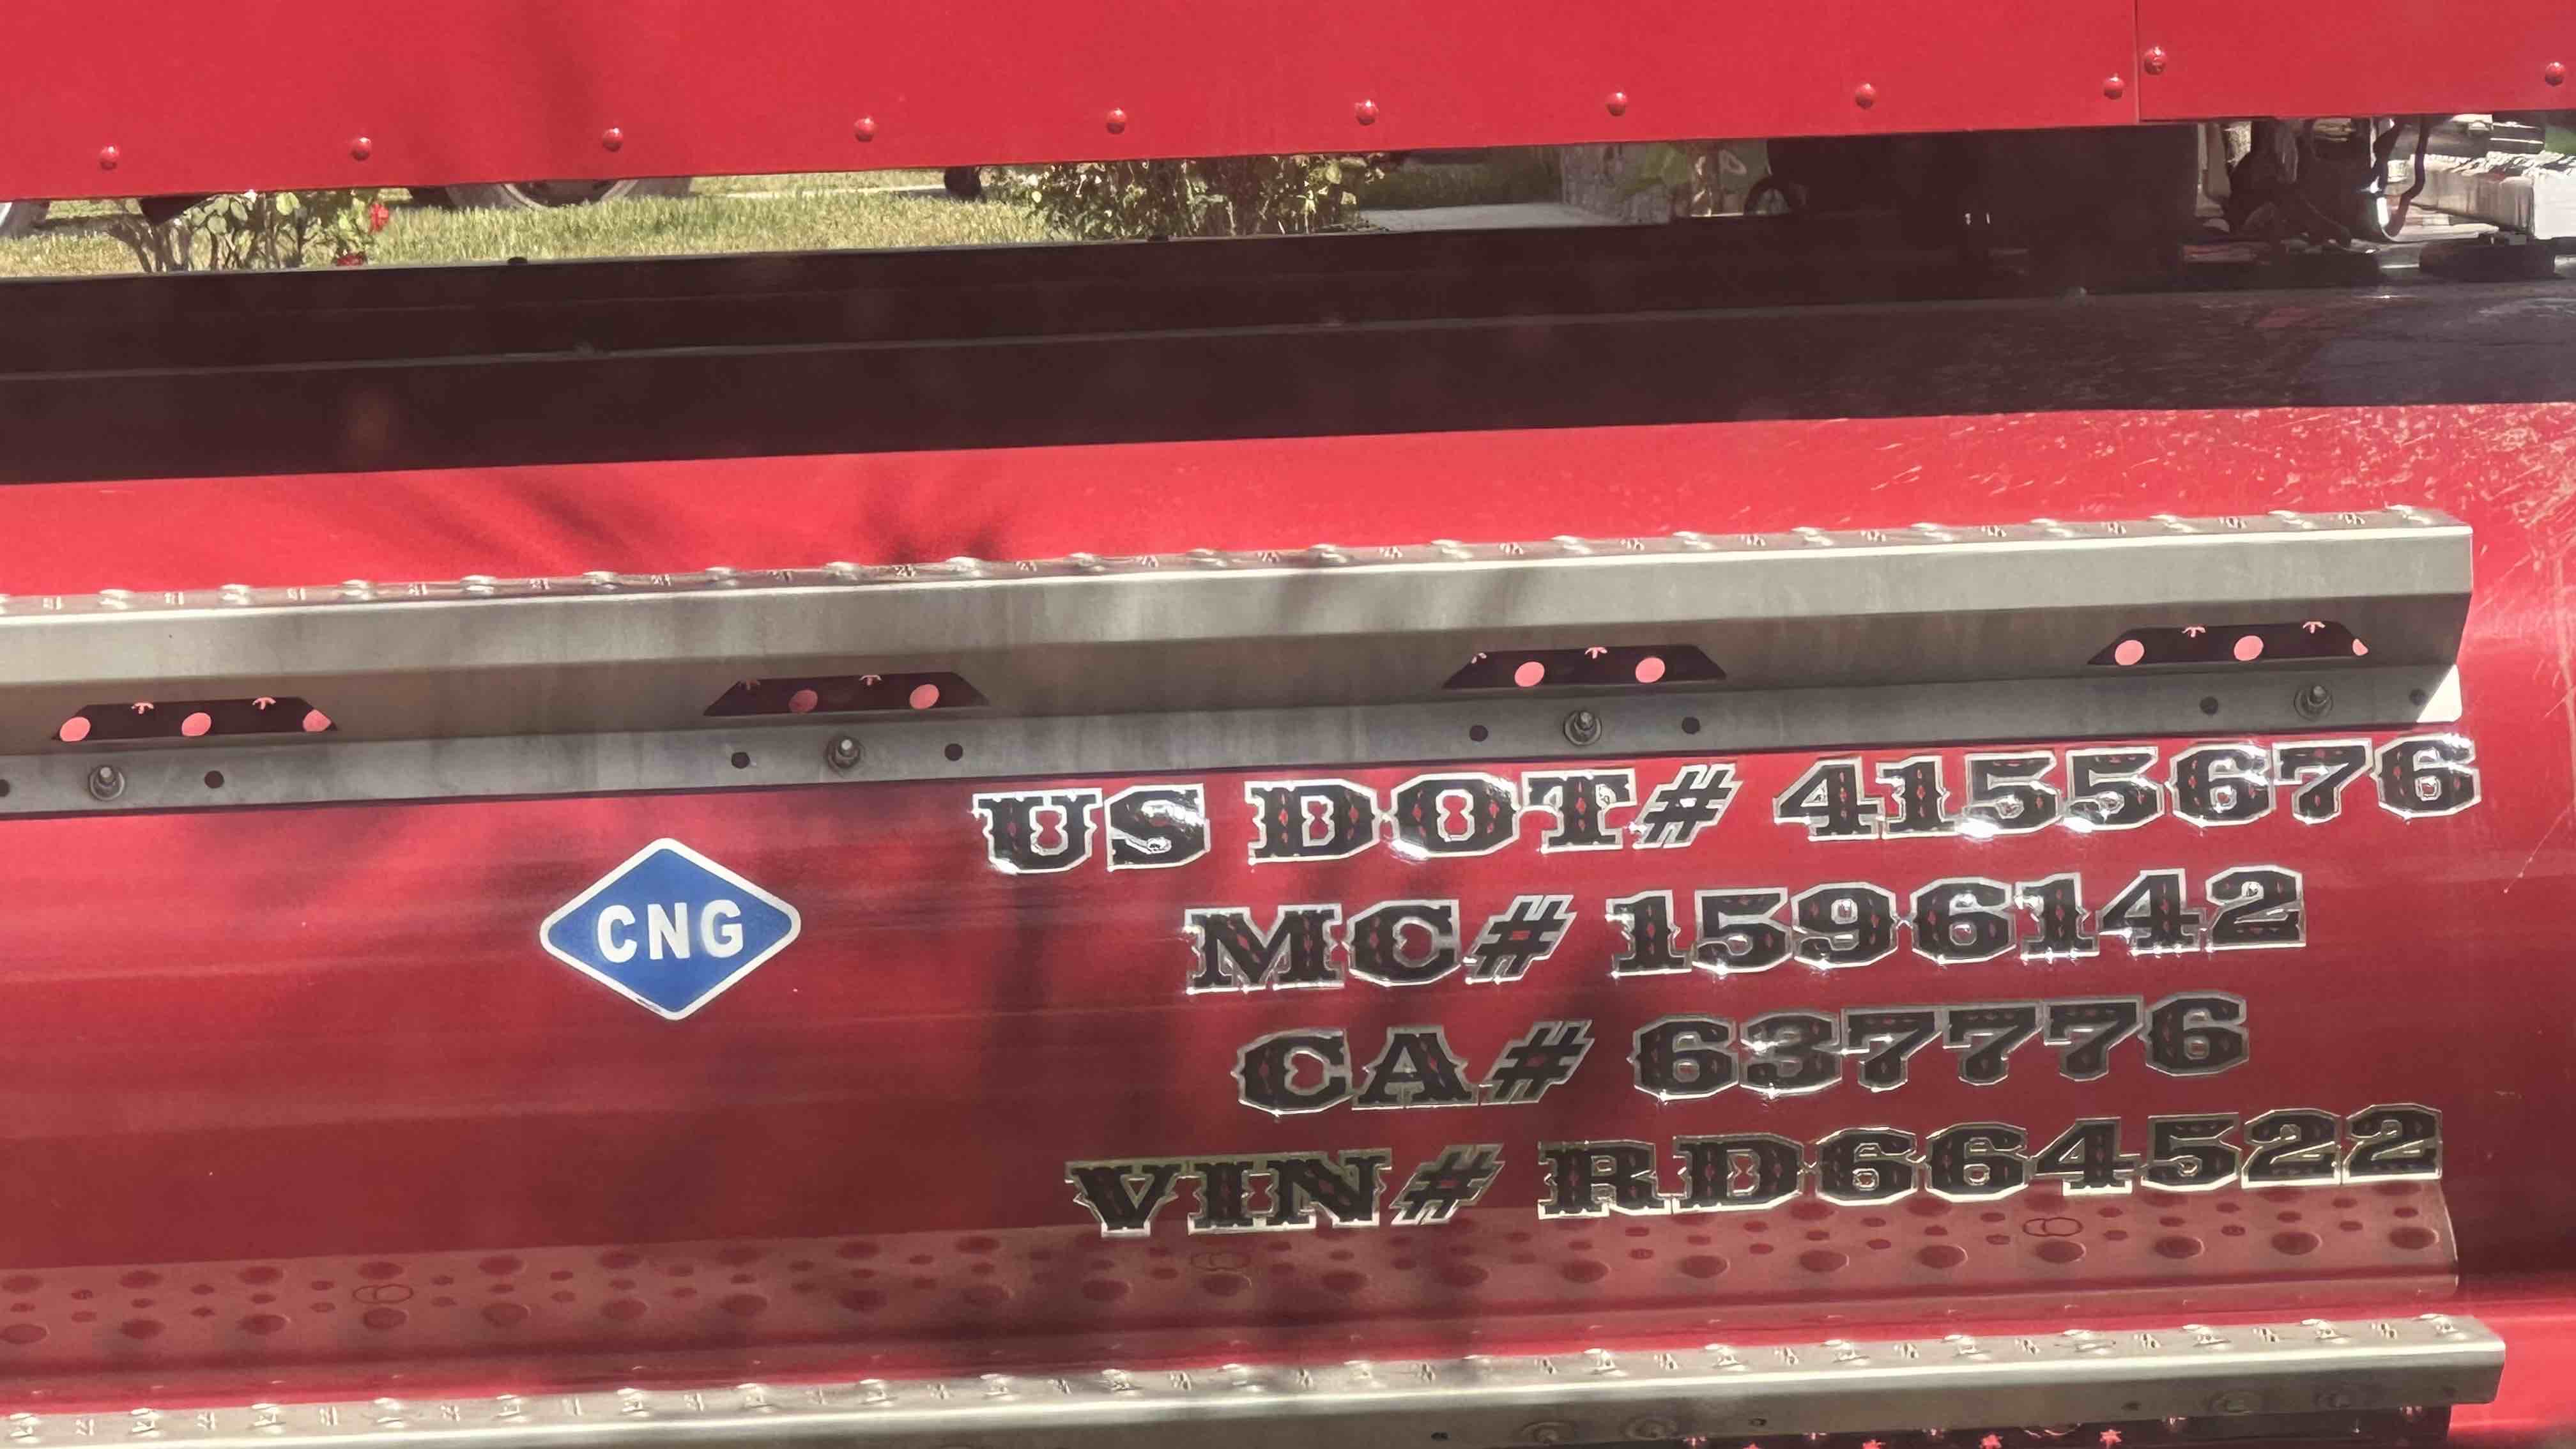 US DOT# 4155676
CNG
MC# 1596142
CA# 637776
VIN# RD664522